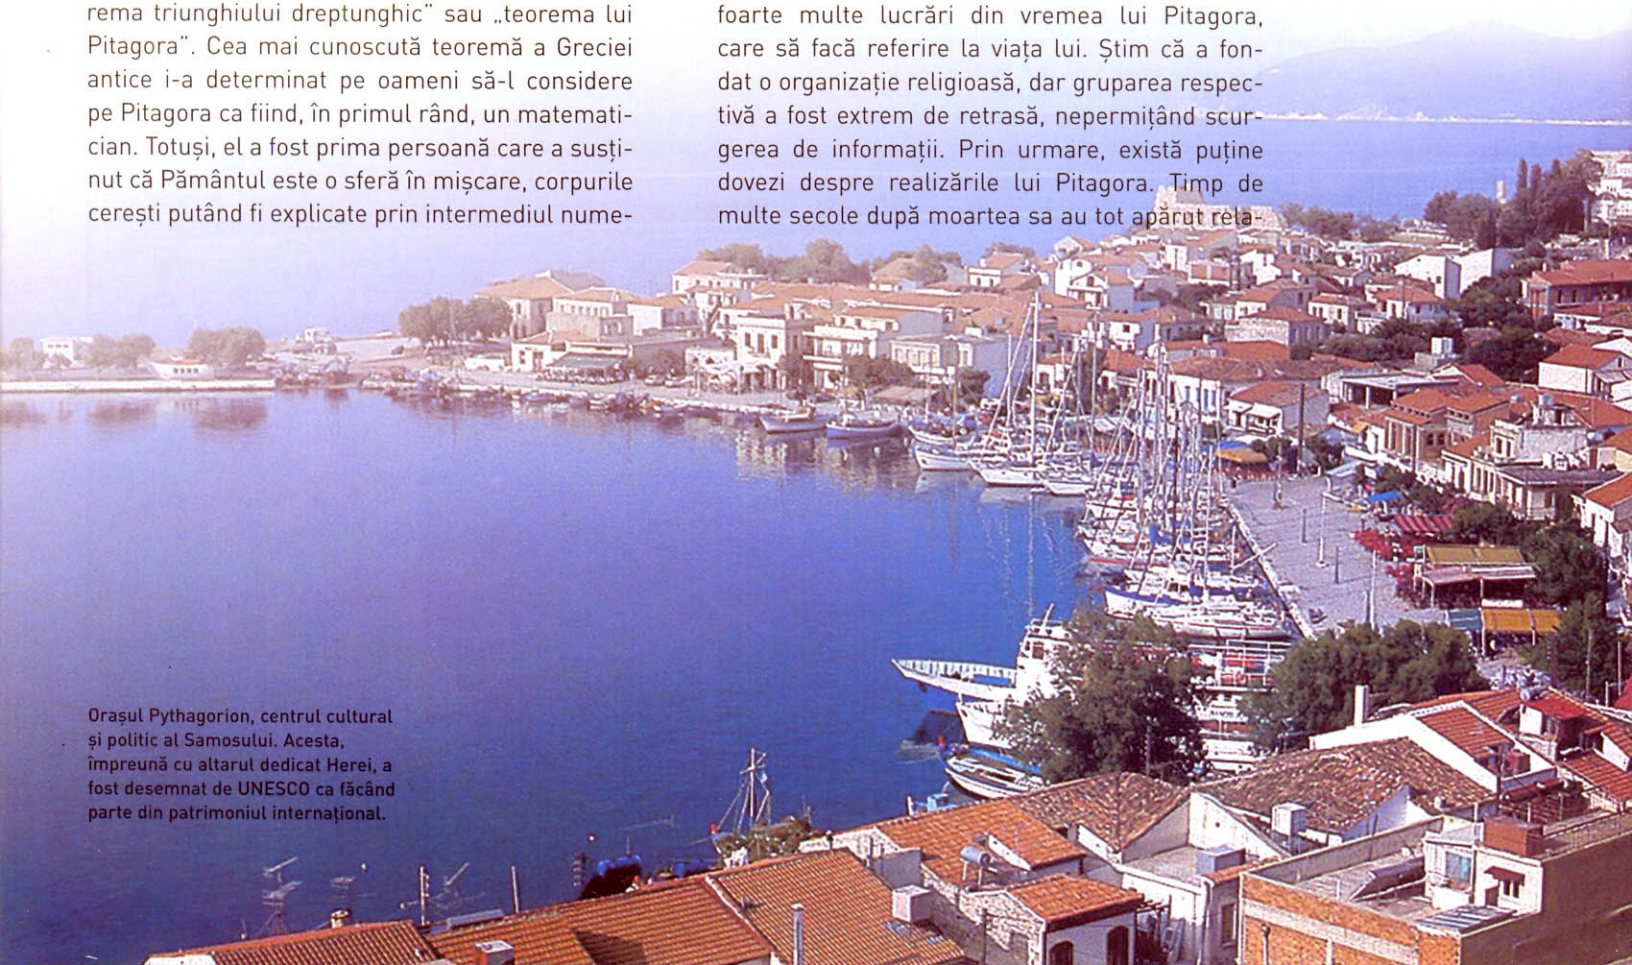 rema triunghiului dreptunghic” sau „teorema lui
Pitagora”. Cea mai cunoscută teoremă a Greciei
antice i-a determinat pe oameni să-l considere
pe Pitagora ca fiind, în primul rând, un matemati-
cian. Totuși, el a fost prima persoană care a susți-
nut că Pământul este o sferă în mișcare, corpurile
cerești putând fi explicate prin intermediul nume-
foarte multe lucrări din vremea lui Pitagora,
care să facă referire la viața lui. Știm că a fon-
dat o organizație religioasă, dar gruparea respec-
tivă a fost extrem de retrasă, nepermițând scur-
gerea de informații. Prin urmare, există puține
dovezi despre realizările lui Pitagora. Timp de
multe secole după moartea sa au tot apărut rela-
Orașul Pythagorion, centrul cultural
și politic al Samosului. Acesta,
împreună cu altarul dedicat Herei, a
fost desemnat de UNESCO ca făcând
parte din patrimoniul internațional.